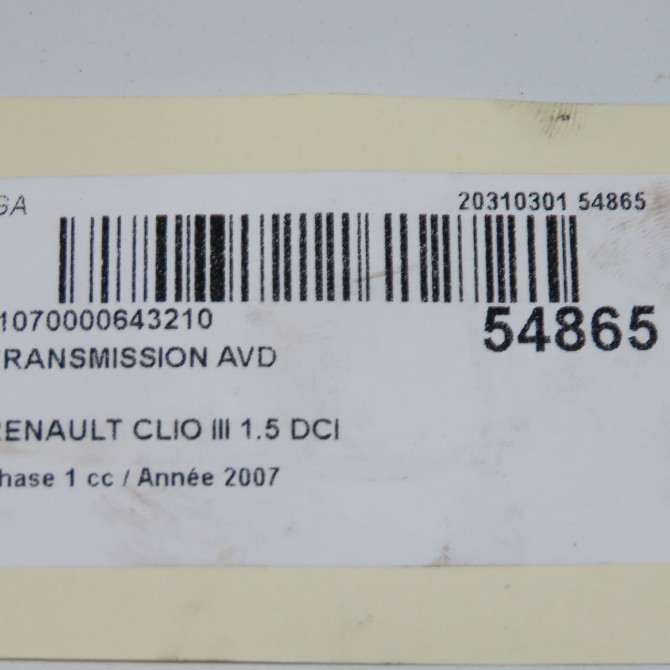 GA
20310301 54865
1070000643210
54865
RANSMISSION AVD
RENAULT CLIO III 1.5 DCI
hase 1 cc / Année 2007